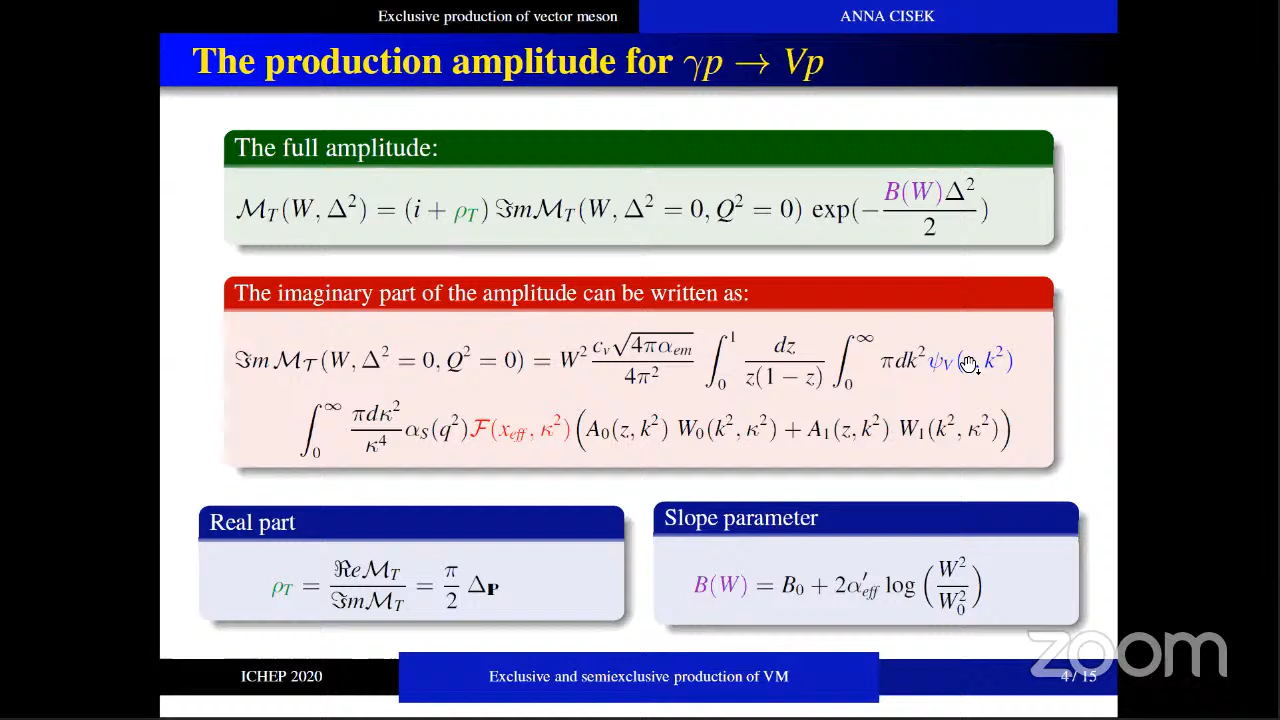 Exclusive production of vector meson
ANNA CISEK
The production amplitude for γp → Vp
The full amplitude:
ℳ_T(W, Δ² ) = (i + ρ_T) ℑmℳ_T(W, Δ² = 0, Q² = 0) exp(−B(W)Δ²/2)
The imaginary part of the amplitude can be written as:
ℑm ℳ_T(W, Δ² = 0, Q² = 0) = W² c_v√(4πα_em)/4π² ∫₀¹ dz/z(1 − z) ∫₀^∞ πdk² ψ_V( , k²)
∫₀^∞ πdκ²/κ⁴ α_S(q²)ℱ(x_eff, κ²)(A₀(z, k²) W₀(k², κ²) + A₁(z, k²) W₁(k², κ²))
Real part
ρ_T = ℜeℳ_T/ℑmℳ_T = π/2 Δ_𝐏
Slope parameter
B(W) = B₀ + 2α′_eff log (W²/W₀²)
zoom
ICHEP 2020
Exclusive and semiexclusive production of VM
4 / 15